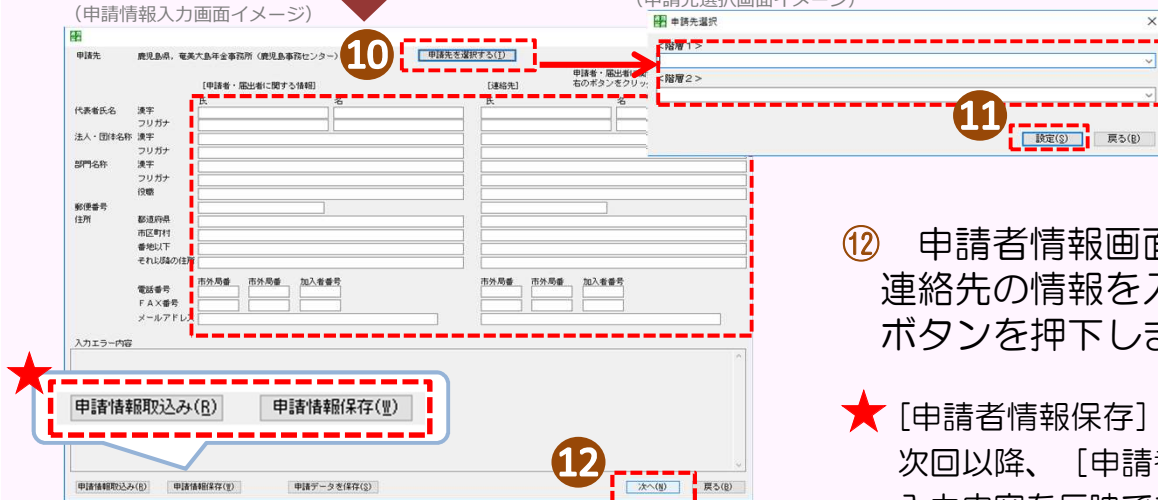 (申請情報入力画面イメージ)
(申請先選択画面イメージ)
申請先
鹿児島県，奄美大島年金事務所（鹿児島事務センター）
10
申請先を選択する(I)
[申請者・届出者に関する情報]
[連絡先]
右のボタンをクリッ
氏 名
氏 名
代表者氏名 漢字
フリガナ
法人・団体名称 漢字
フリガナ
部門名称 漢字
フリガナ
役職
郵便番号
住所 都道府県
市区町村
番地以下
それ以降の住所
市外局番 市内局番 加入者番号
市外局番 市内局番 加入者番号
電話番号
ＦＡＸ番号
メールアドレス
入力エラー内容
申請情報取込み(R) 申請情報保存(W)
12
申請情報取込み(R) 申請情報保存(W) 申請データを保存(S) 次へ(N) 戻る(B)
申請先選択
<階層１>
<階層２>
11
設定(S) 戻る(B)
⑫ 申請者情報画面
連絡先の情報を入
ボタンを押下しま
★ [申請者情報保存]
次回以降、 [申請者